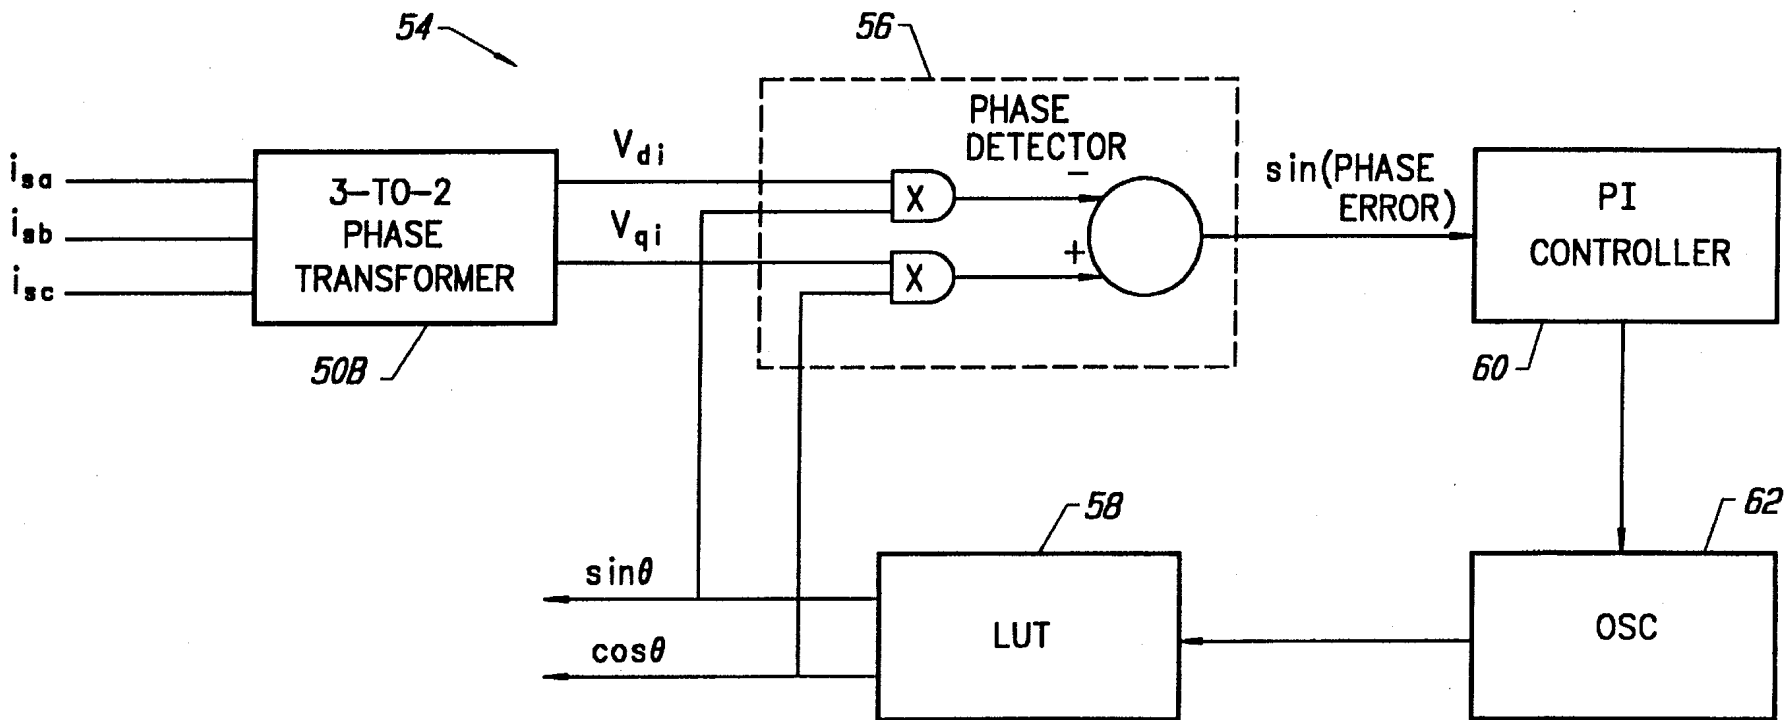 54
56
PHASE
DETECTOR
i_sa
i_sb
i_sc
3-TO-2
PHASE
TRANSFORMER
50B
V_di
V_qi
X
X
−
+
sin(PHASE
ERROR)
PI
CONTROLLER
60
58
62
sinθ
cosθ
LUT
OSC